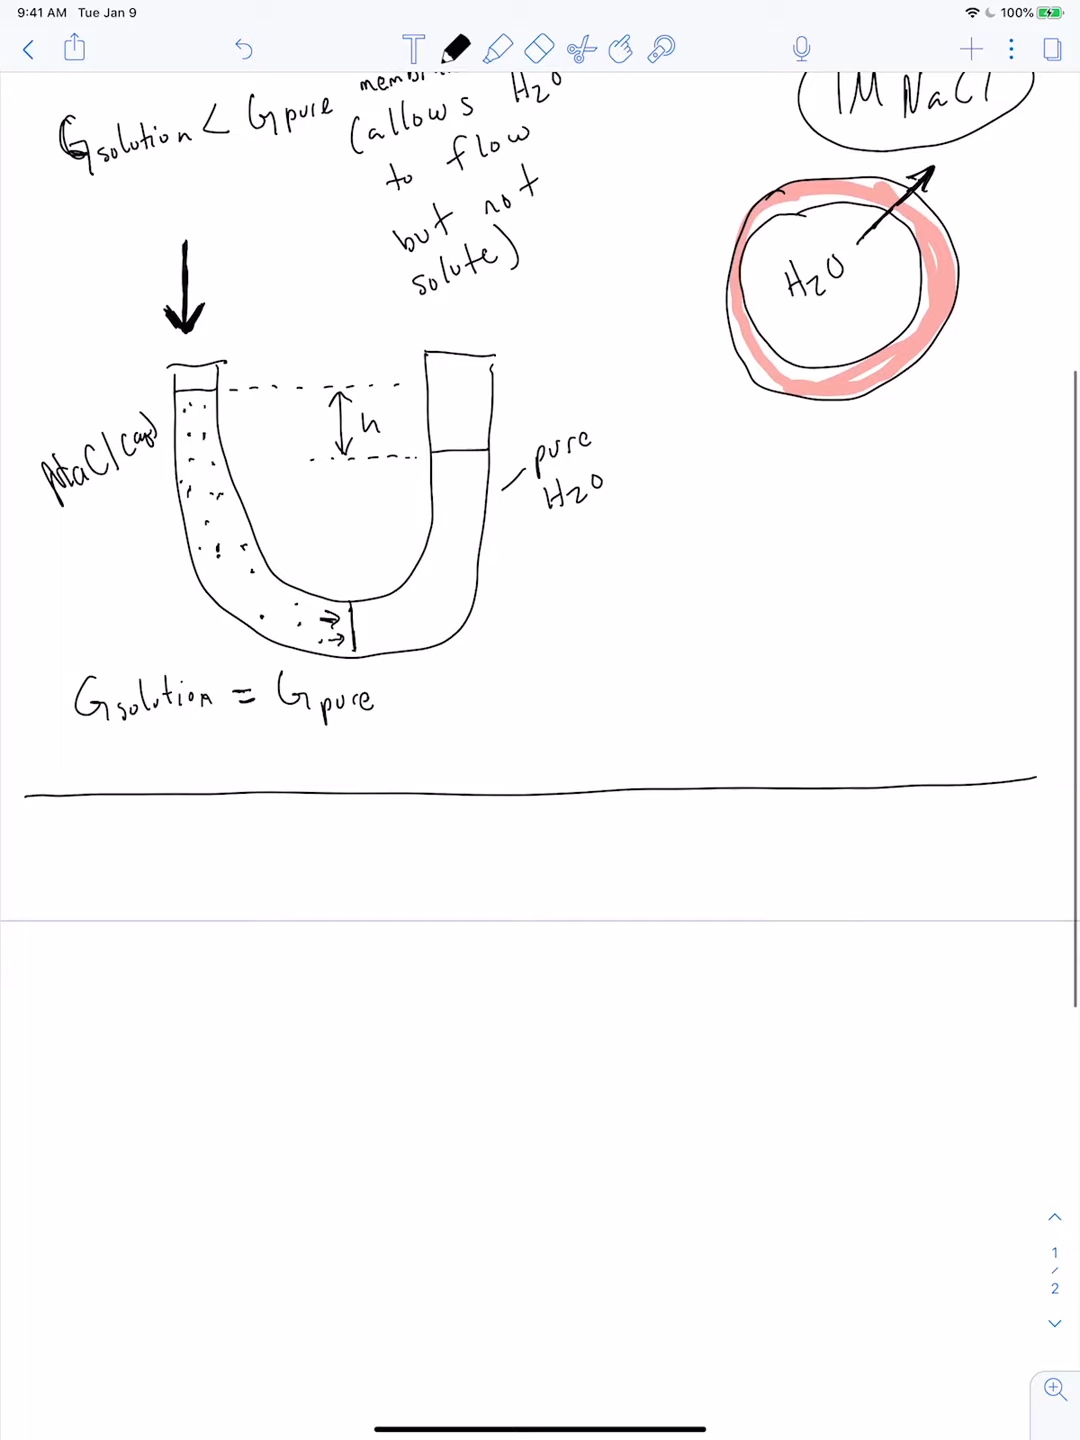 9:41 AM Tue Jan 9
100%
T
Gsolution < Gpure
(allows H2O
to flow
but not
solute)
1M NaCl
H2O
h
NaCl(aq)
pure
H2O
Gsolution = Gpure
1
/
2